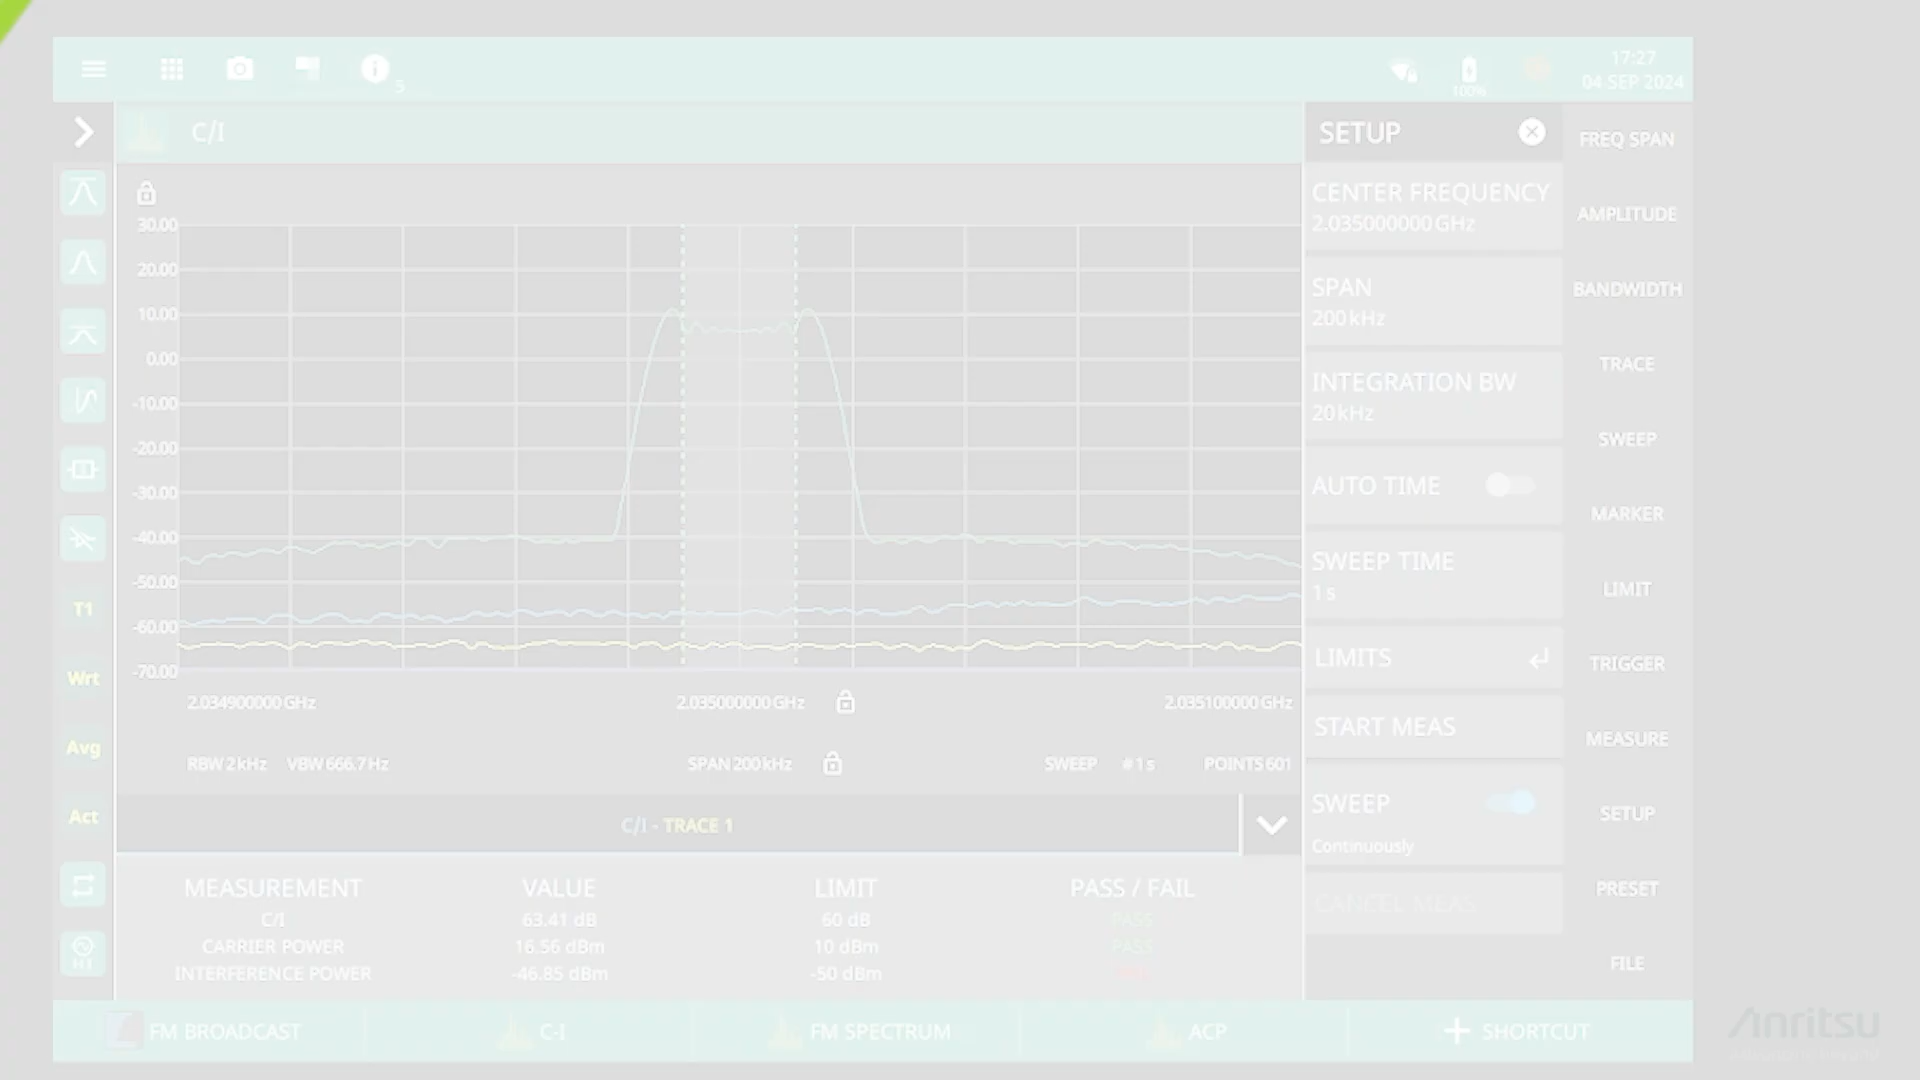 17:27
5
100%
04 SEP 2024
C/I
SETUP
FREQ SPAN
CENTER FREQUENCY
2.035000000 GHz
AMPLITUDE
30.00
20.00
10.00
0.00
-10.00
-20.00
-30.00
-40.00
-50.00
-60.00
-70.00
SPAN
200 kHz
BANDWIDTH
INTEGRATION BW
20 kHz
TRACE
AUTO TIME
SWEEP
SWEEP TIME
1 s
MARKER
LIMIT
LIMITS
TRIGGER
START MEAS
MEASURE
SWEEP
Continuously
SETUP
CANCEL MEAS
PRESET
FILE
T1
Wrt
Avg
Act
2.034900000 GHz
2.035000000 GHz
2.035100000 GHz
RBW 2 kHz VBW 666.7 Hz
SPAN 200 kHz
SWEEP # 1 s POINTS 601
C/I - TRACE 1
MEASUREMENT VALUE LIMIT PASS / FAIL
C/I 63.41 dB 60 dB PASS
CARRIER POWER 16.56 dBm 10 dBm PASS
INTERFERENCE POWER -46.85 dBm -50 dBm
FM BROADCAST
C-I
FM SPECTRUM
ACP
SHORTCUT
Anritsu